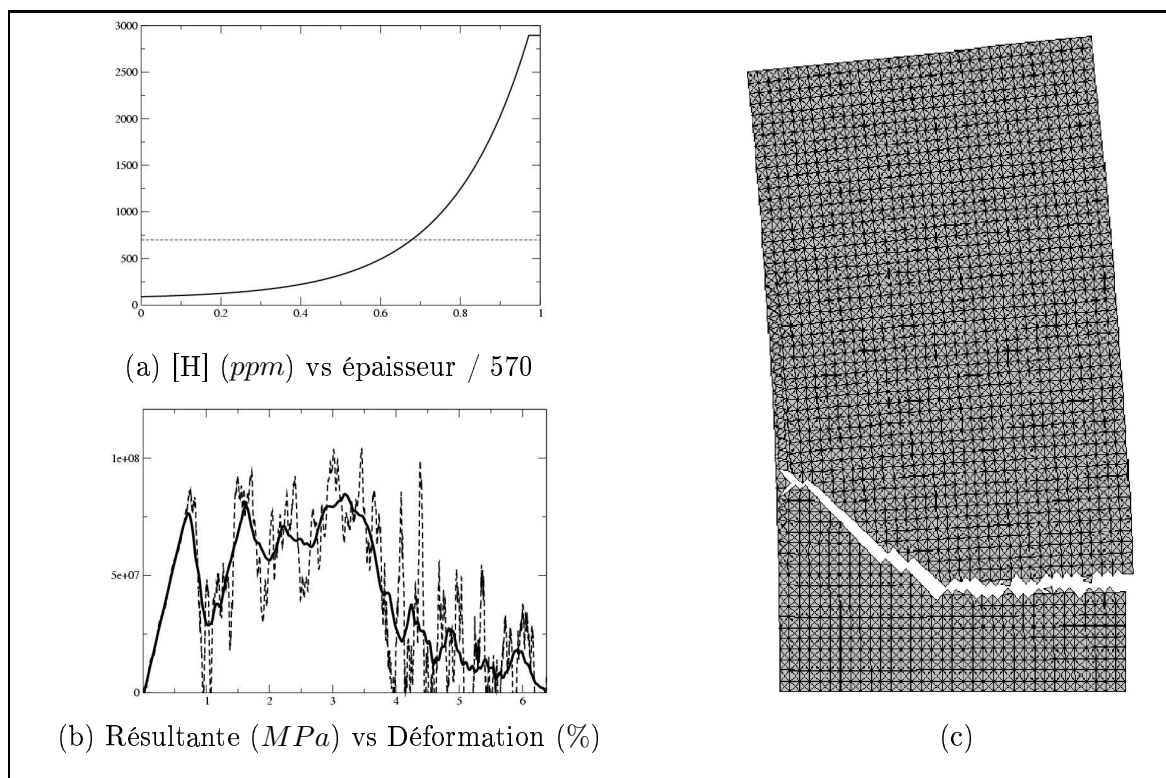 3000
2500
2000
1500
1000
500
0
0 0.2 0.4 0.6 0.8 1
(a) [H] (ppm) vs épaisseur / 570
1e+08
5e+07
0
1 2 3 4 5 6
(b) Résultante (MPa) vs Déformation (%)
(c)